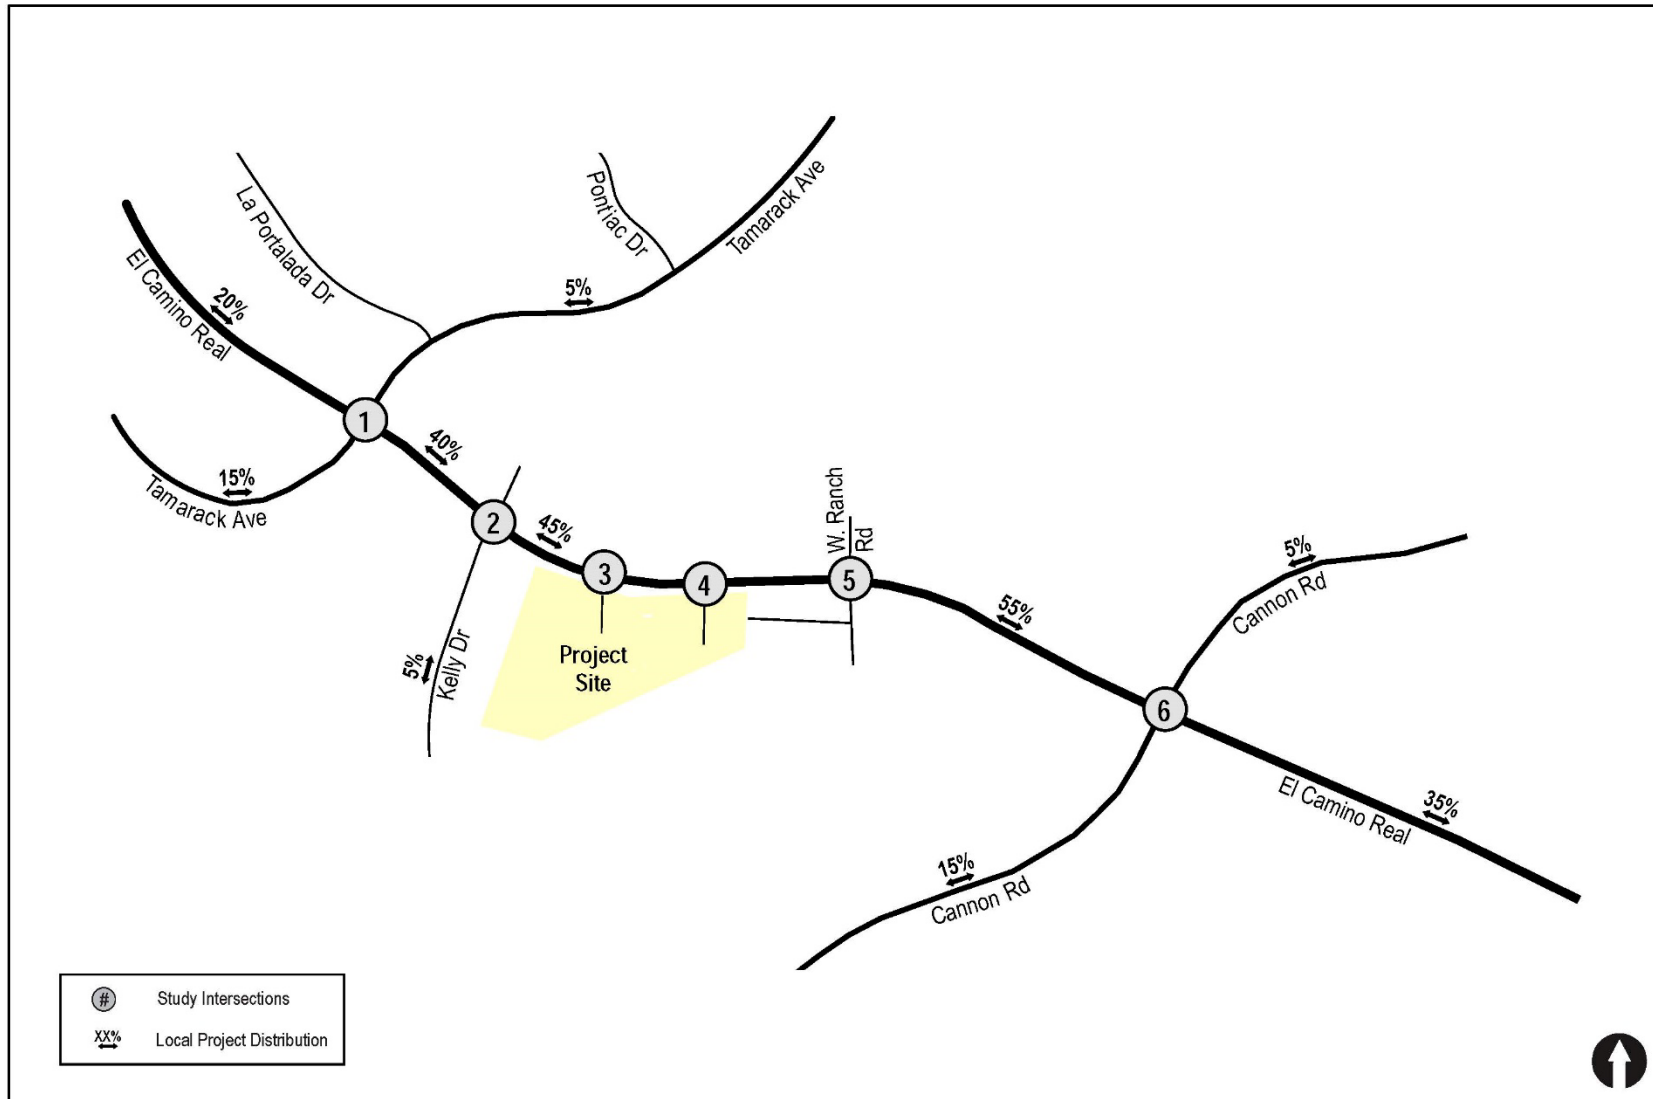 Pontiac Dr
Tamarack Ave
La Portalada Dr
El Camino Real
20%
5%
1
40%
15%
Tamarack Ave
2
45%
3
4
W. Ranch
Rd
5
5%
Cannon Rd
55%
5%
Kelly Dr
Project
Site
6
El Camino Real
35%
15%
Cannon Rd
# Study Intersections
XX% Local Project Distribution